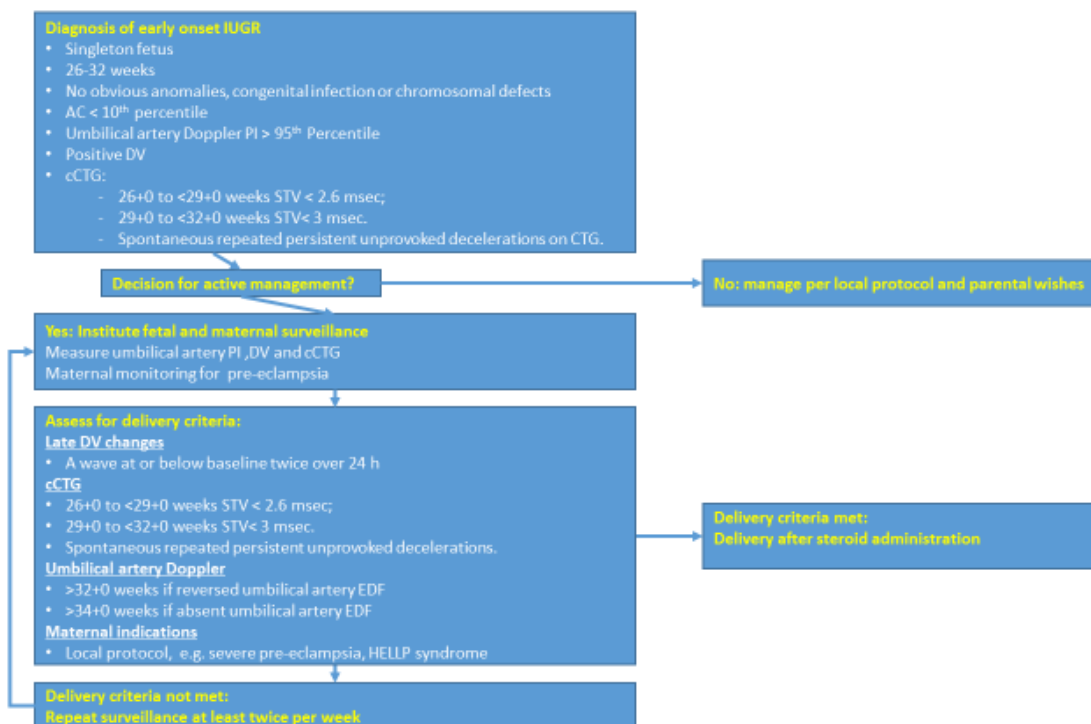 Diagnosis of early onset IUGR
• Singleton fetus
• 26-32 weeks
• No obvious anomalies, congenital infection or chromosomal defects
• AC < 10th percentile
• Umbilical artery Doppler PI > 95th Percentile
• Positive DV
• cCTG:
- 26+0 to <29+0 weeks STV < 2.6 msec;
- 29+0 to <32+0 weeks STV< 3 msec.
- Spontaneous repeated persistent unprovoked decelerations on CTG.
Decision for active management?
No: manage per local protocol and parental wishes
Yes: Institute fetal and maternal surveillance
Measure umbilical artery PI ,DV and cCTG
Maternal monitoring for pre-eclampsia
Assess for delivery criteria:
Late DV changes
• A wave at or below baseline twice over 24 h
cCTG
• 26+0 to <29+0 weeks STV < 2.6 msec;
• 29+0 to <32+0 weeks STV< 3 msec.
• Spontaneous repeated persistent unprovoked decelerations.
Umbilical artery Doppler
• >32+0 weeks if reversed umbilical artery EDF
• >34+0 weeks if absent umbilical artery EDF
Maternal indications
• Local protocol, e.g. severe pre-eclampsia, HELLP syndrome
Delivery criteria met:
Delivery after steroid administration
Delivery criteria not met:
Repeat surveillance at least twice per week